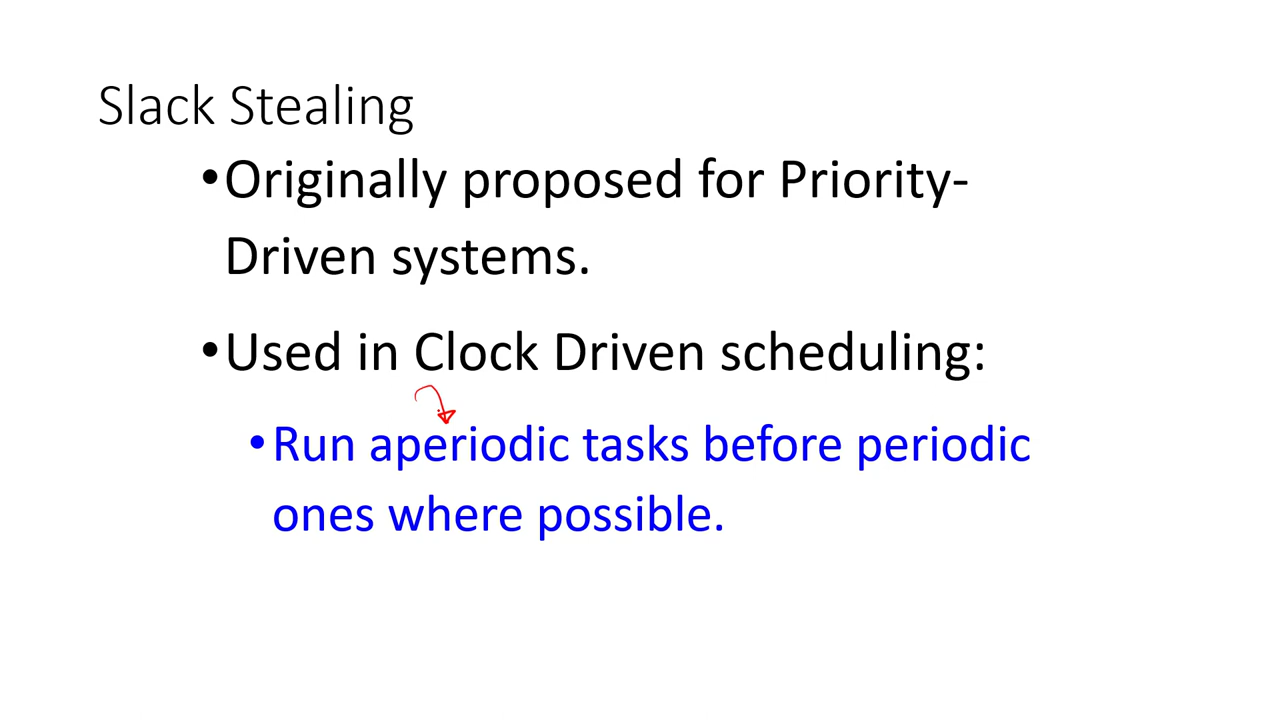 Slack Stealing
•Originally proposed for Priority-
Driven systems.
•Used in Clock Driven scheduling:
•Run aperiodic tasks before periodic
ones where possible.